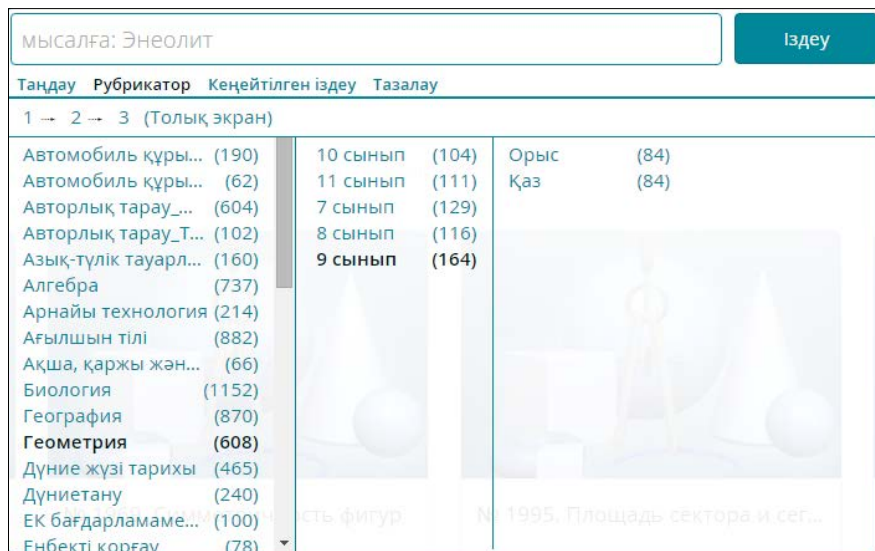 мысалға: Энеолит
Іздеу
Таңдау Рубрикатор Кеңейтілген іздеу Тазалау
1 → 2 → 3 (Толық экран)
Автомобиль құры... (190)
Автомобиль құры... (62)
Авторлық тарау_... (604)
Авторлық тарау_Т... (102)
Азық-түлік тауарл... (160)
Алгебра (737)
Арнайы технология (214)
Ағылшын тілі (882)
Ақша, қаржы жән... (66)
Биология (1152)
География (870)
Геометрия (608)
Дүние жүзі тарихы (465)
Дүниетану (240)
ЕК бағдарламаме... (100)
Еңбекті қорғау (78)
10 сынып (104)
11 сынып (111)
7 сынып (129)
8 сынып (116)
9 сынып (164)
Орыс (84)
Қаз (84)
фигур
№ 1995. Площадь сектора и сег...